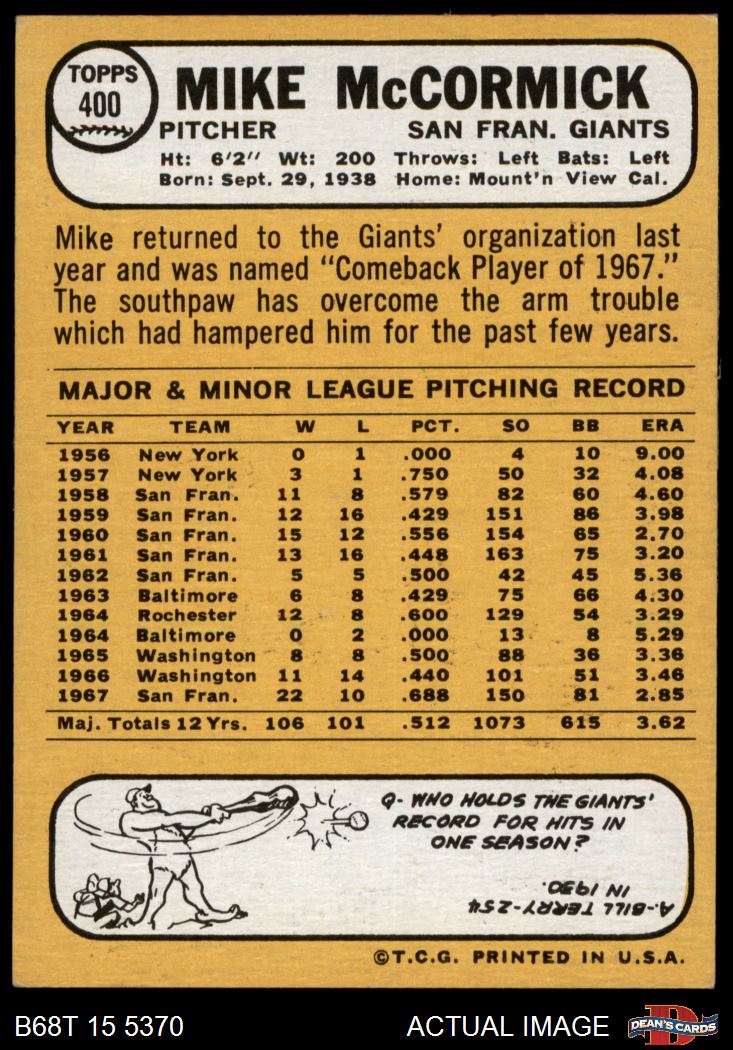 TOPPS
400
MIKE McCORMICK
PITCHER SAN FRAN. GIANTS
Ht: 6'2" Wt: 200 Throws: Left Bats: Left
Born: Sept. 29, 1938 Home: Mount'n View Cal.
Mike returned to the Giants' organization last
year and was named "Comeback Player of 1967."
The southpaw has overcome the arm trouble
which had hampered him for the past few years.
MAJOR & MINOR LEAGUE PITCHING RECORD
YEAR TEAM W L PCT. SO BB ERA
1956 New York 0 1 .000 4 10 9.00
1957 New York 3 1 .750 50 32 4.08
1958 San Fran. 11 8 .579 82 60 4.60
1959 San Fran. 12 16 .429 151 86 3.98
1960 San Fran. 15 12 .556 154 65 2.70
1961 San Fran. 13 16 .448 163 75 3.20
1962 San Fran. 5 5 .500 42 45 5.36
1963 Baltimore 6 8 .429 75 66 4.30
1964 Rochester 12 8 .600 129 54 3.29
1964 Baltimore 0 2 .000 13 8 5.29
1965 Washington 8 8 .500 88 36 3.36
1966 Washington 11 14 .440 101 51 3.46
1967 San Fran. 22 10 .688 150 81 2.85
Maj. Totals 12 Yrs. 106 101 .512 1073 615 3.62
Q- WHO HOLDS THE GIANTS'
RECORD FOR HITS IN
ONE SEASON?
A-BILL TERRY-254
IN 1930.
©T.C.G. PRINTED IN U.S.A.
B68T 15 5370 ACTUAL IMAGE
D
DEAN'S CARDS